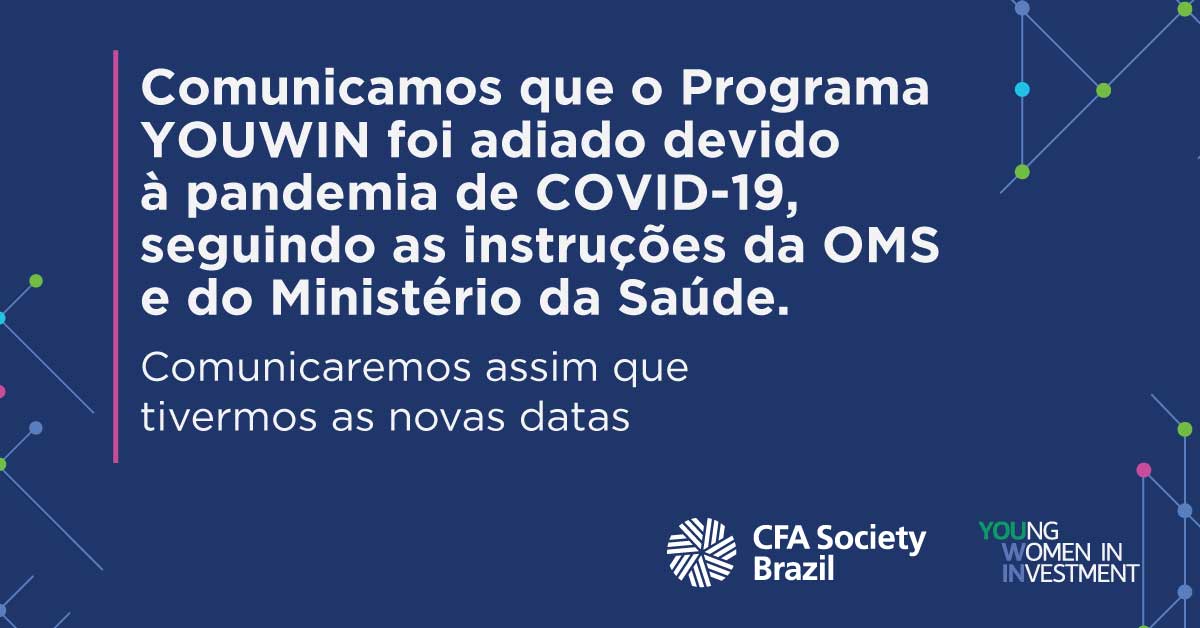 Comunicamos que o Programa
YOUWIN foi adiado devido
à pandemia de COVID-19,
seguindo as instruções da OMS
e do Ministério da Saúde.
Comunicaremos assim que
tivermos as novas datas
CFA Society
Brazil
YOUNG
WOMEN IN
INVESTMENT